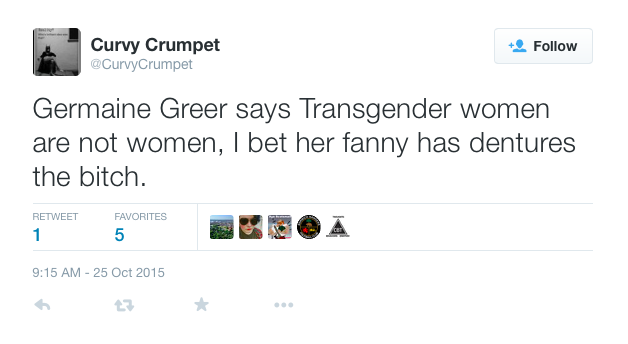 Curvy Crumpet
@CurvyCrumpet
Follow
Germaine Greer says Transgender women
are not women, I bet her fanny has dentures
the bitch.
RETWEET
FAVORITES
1
5
9:15 AM - 25 Oct 2015